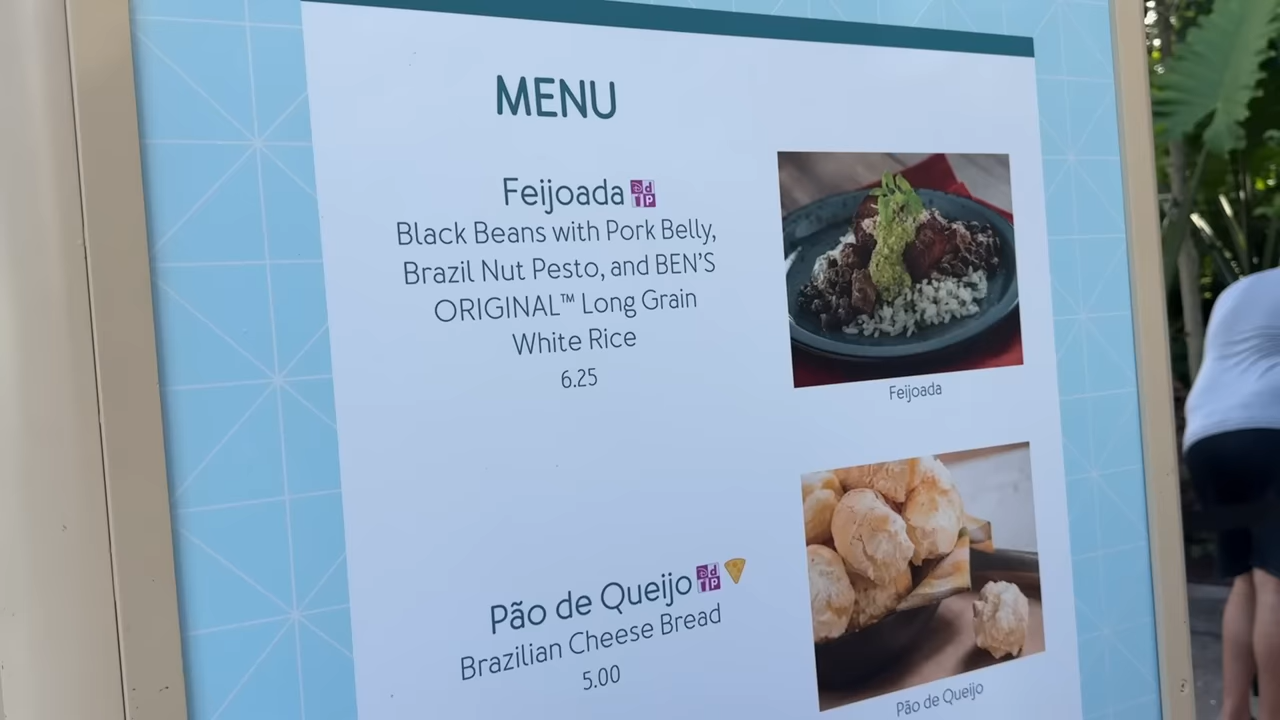 MENU
Feijoada
Black Beans with Pork Belly,
Brazil Nut Pesto, and BEN'S
ORIGINAL™ Long Grain
White Rice
6.25
Feijoada
Pão de Queijo
Brazilian Cheese Bread
5.00
Pão de Queijo